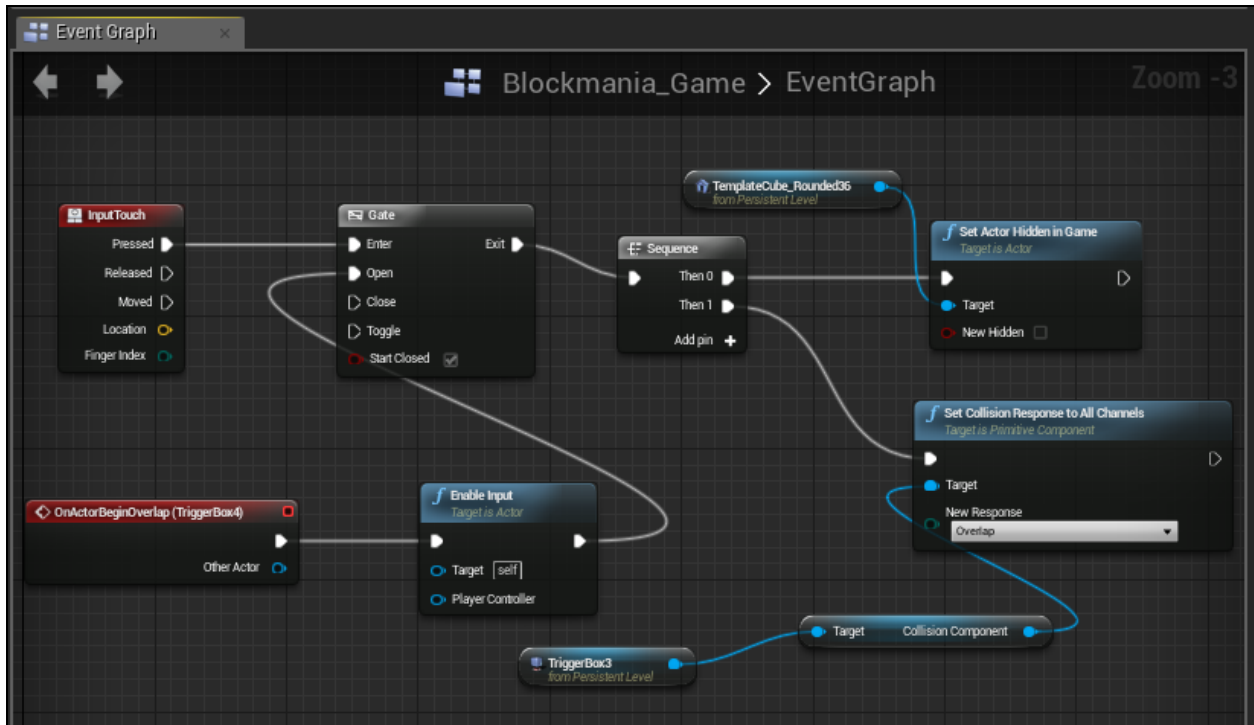 Event Graph
Blockmania_Game > EventGraph
Zoom -3
TemplateCube_Rounded36
from Persistent Level
InputTouch
Pressed
Released
Moved
Location
Finger Index
Gate
Enter
Exit
Open
Close
Toggle
Start Closed
Sequence
Then 0
Then 1
Add pin
Set Actor Hidden in Game
Target is Actor
Target
New Hidden
Set Collision Response to All Channels
Target is Primitive Component
Target
New Response
Overlap
OnActorBeginOverlap (TriggerBox4)
Other Actor
Enable Input
Target is Actor
Target self
Player Controller
Target Collision Component
TriggerBox3
from Persistent Level